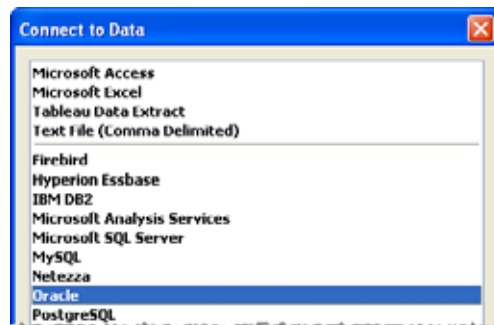 Connect to Data
Microsoft Access
Microsoft Excel
Tableau Data Extract
Text File (Comma Delimited)
Firebird
Hyperion Essbase
IBM DB2
Microsoft Analysis Services
Microsoft SQL Server
MySQL
Netezza
Oracle
PostgreSQL